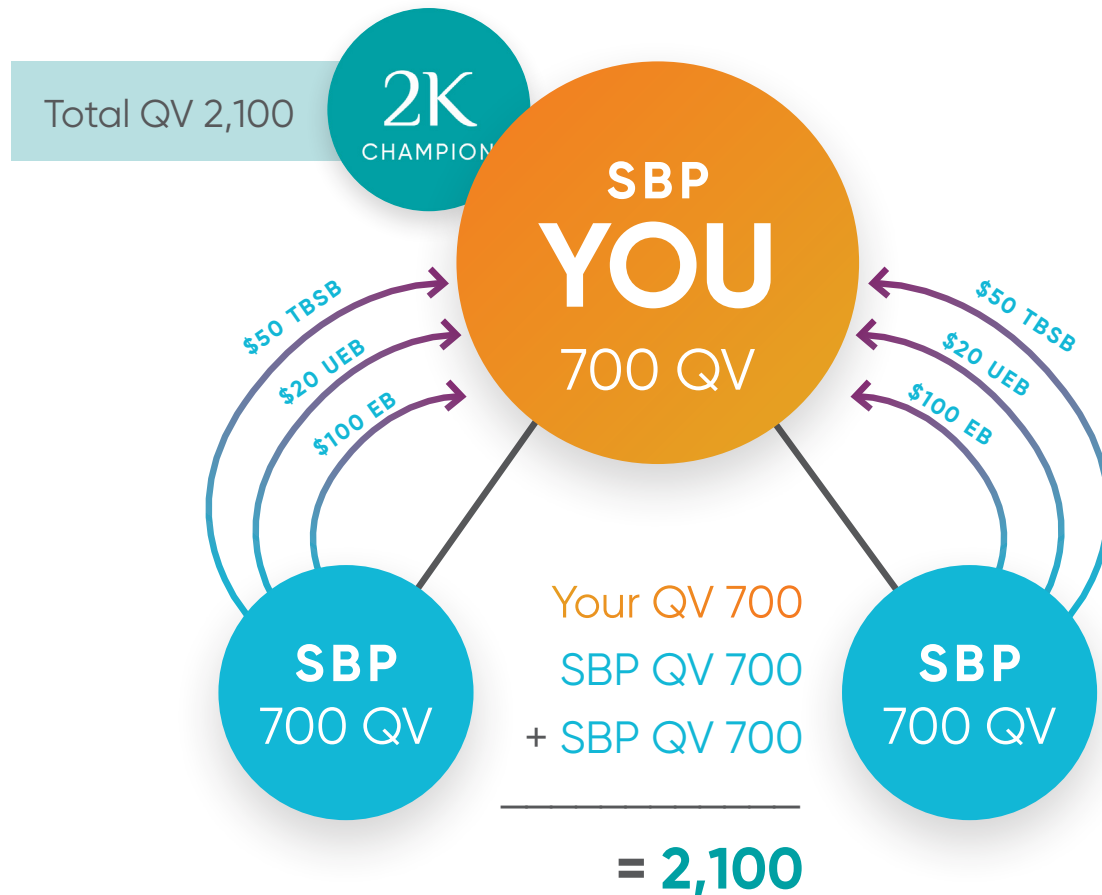 Total QV 2,100
2K
CHAMPION
SBP
YOU
700 QV
$50 TBSB
$20 UEB
$100 EB
$50 TBSB
$20 UEB
$100 EB
SBP
700 QV
Your QV 700
SBP QV 700
+ SBP QV 700
= 2,100
SBP
700 QV